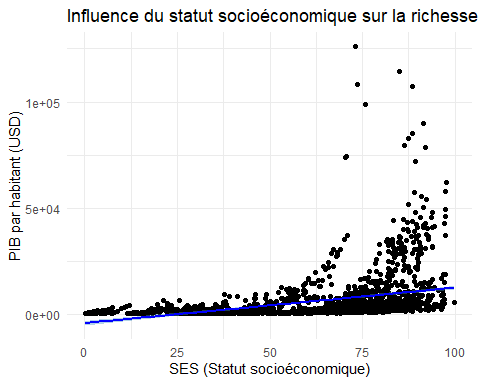 Influence du statut socioéconomique sur la richesse
PIB par habitant (USD)
1e+05
5e+04
0e+00
0 25 50 75 100
SES (Statut socioéconomique)